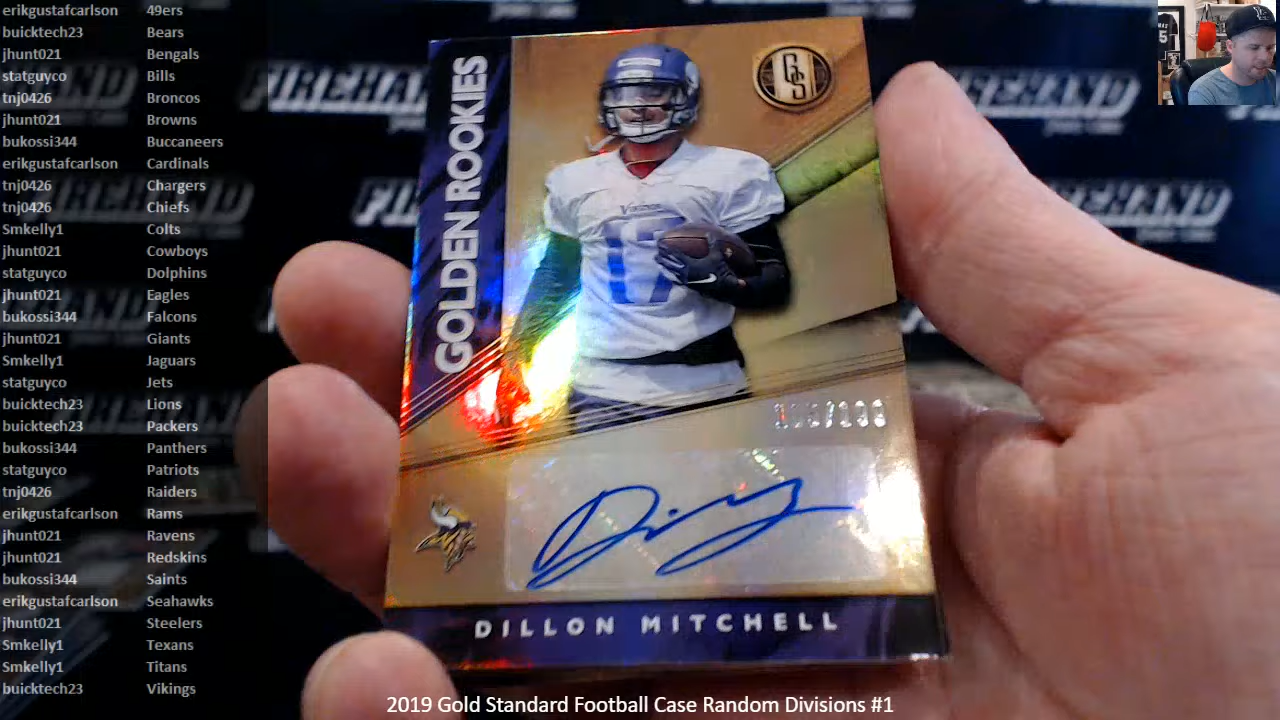 erikgustafcarlson 49ers
buicktech23 Bears
jhunt021 Bengals
statguyco Bills
tnj0426 Broncos
jhunt021 Browns
bukossi344 Buccaneers
erikgustafcarlson Cardinals
tnj0426 Chargers
tnj0426 Chiefs
Smkelly1 Colts
jhunt021 Cowboys
statguyco Dolphins
jhunt021 Eagles
bukossi344 Falcons
jhunt021 Giants
Smkelly1 Jaguars
statguyco Jets
buicktech23 Lions
buicktech23 Packers
bukossi344 Panthers
statguyco Patriots
tnj0426 Raiders
erikgustafcarlson Rams
jhunt021 Ravens
jhunt021 Redskins
bukossi344 Saints
erikgustafcarlson Seahawks
jhunt021 Steelers
Smkelly1 Texans
Smkelly1 Titans
buicktech23 Vikings
GOLDEN ROOKIES
GS
VIKINGS
17
DILLON MITCHELL
FIREHAND
2019 Gold Standard Football Case Random Divisions #1